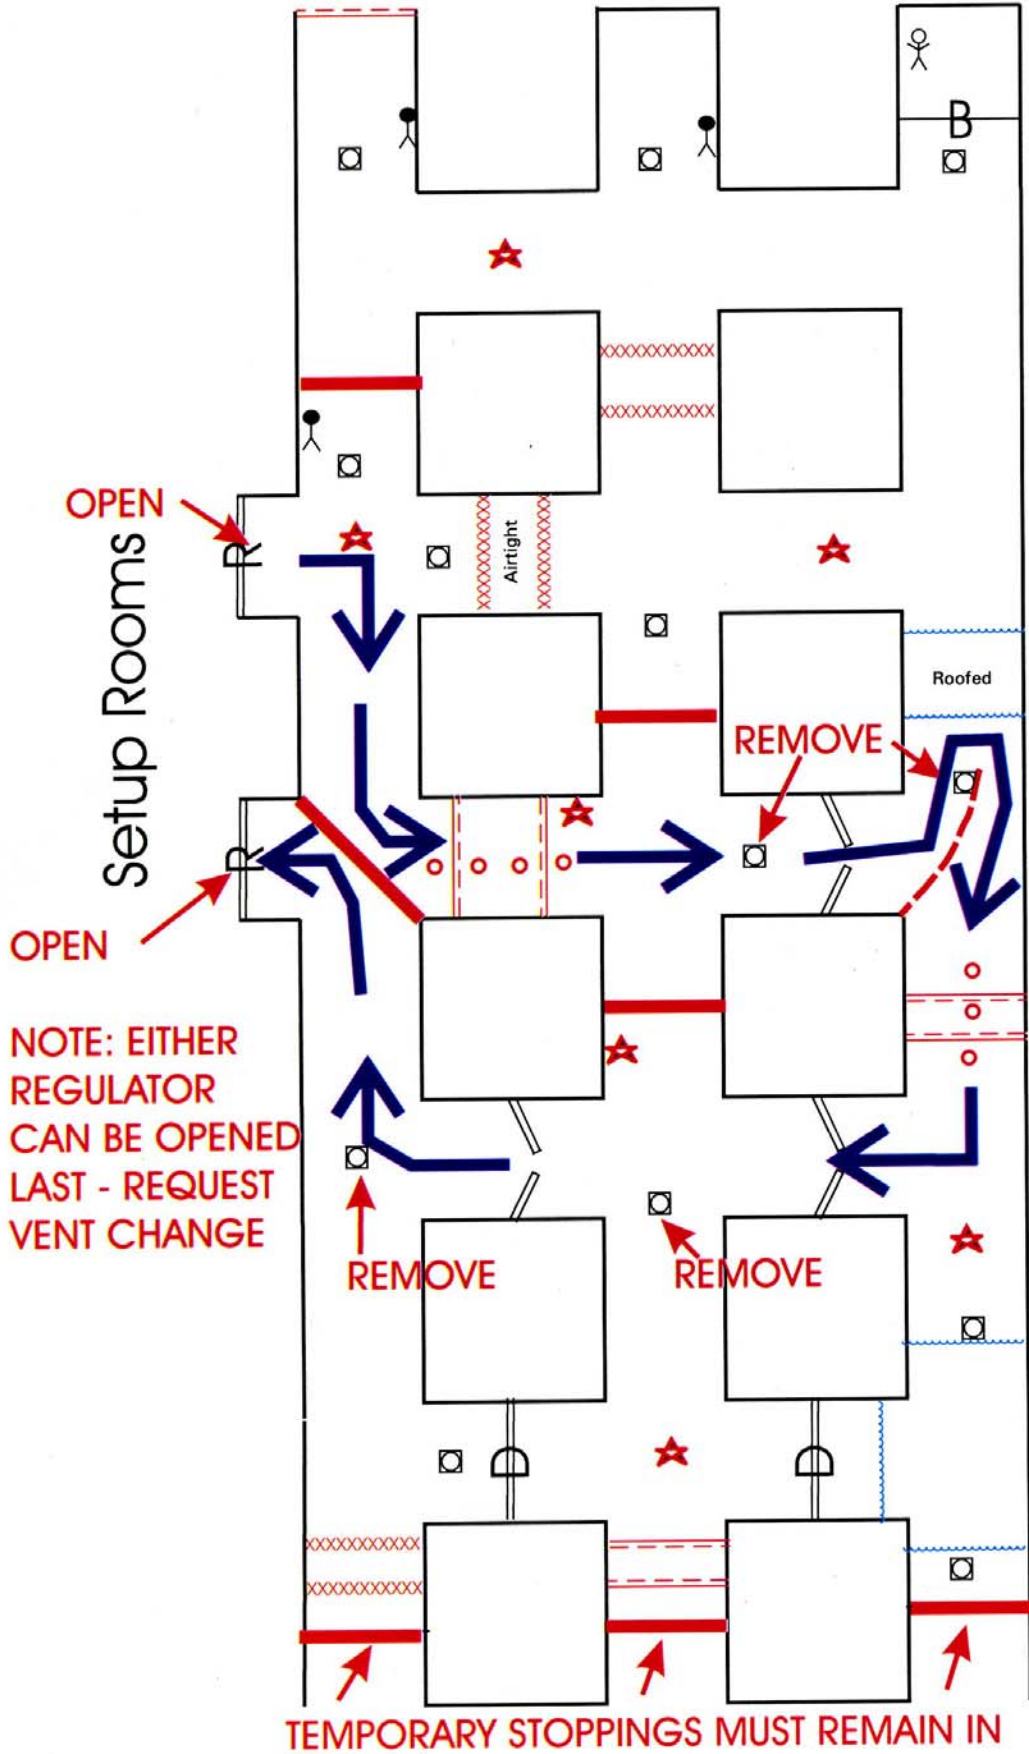 B
OPEN
R
Airtight
Setup Rooms
Roofed
REMOVE
R
OPEN
NOTE: EITHER
REGULATOR
CAN BE OPENED
LAST - REQUEST
VENT CHANGE
REMOVE
REMOVE
D
D
TEMPORARY STOPPINGS MUST REMAIN IN